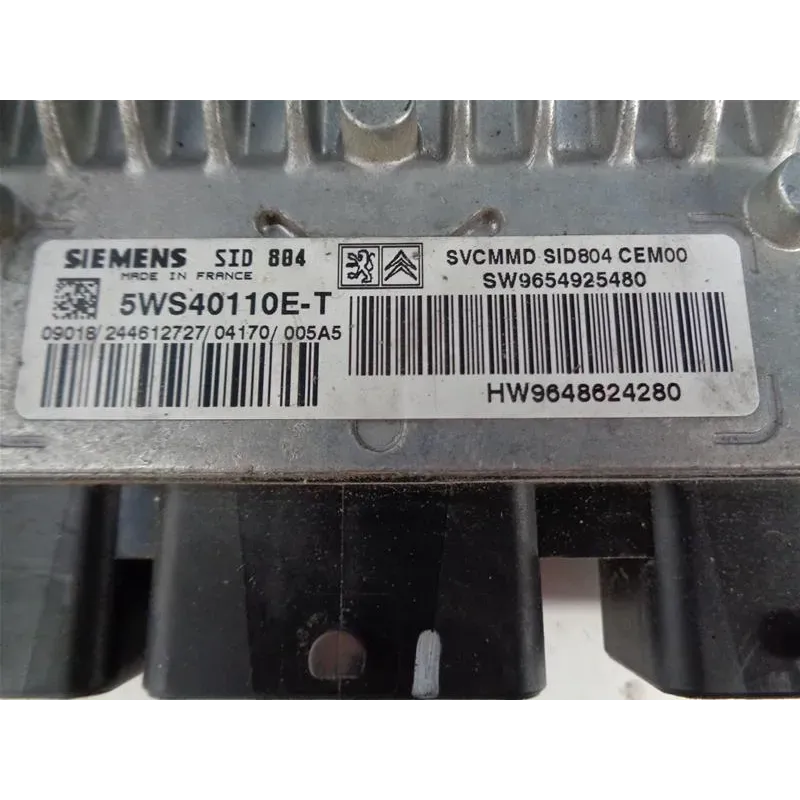 SIEMENS SID 804
MADE IN FRANCE
5WS40110E-T
09018/244612727/04170/005A5
SVCMMD SID804 CEM00
SW9654925480
HW9648624280